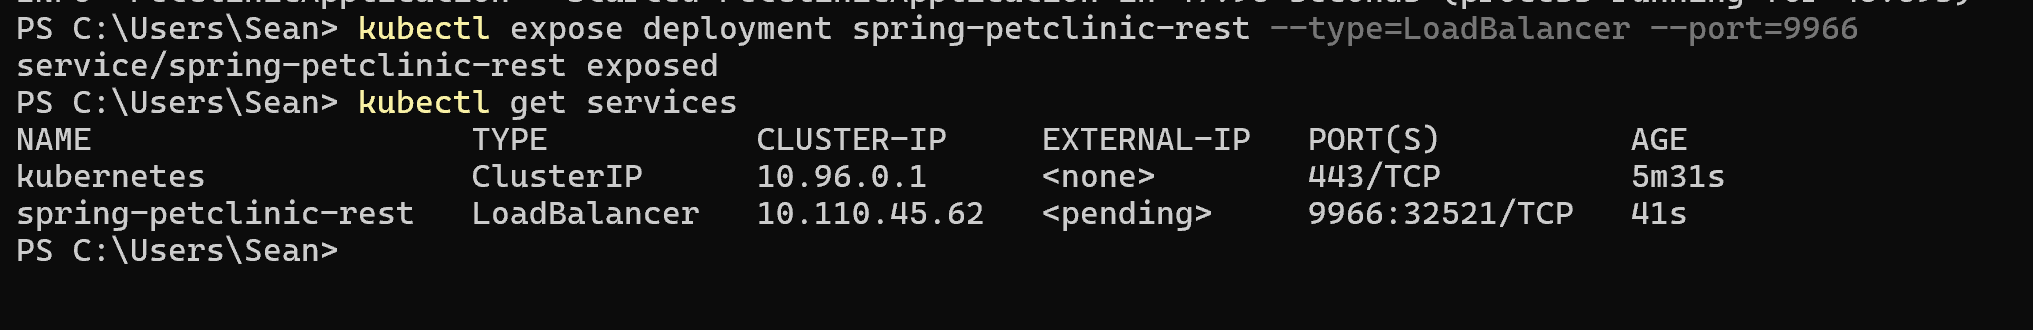 PS C:\Users\Sean> kubectl expose deployment spring-petclinic-rest --type=LoadBalancer --port=9966
service/spring-petclinic-rest exposed
PS C:\Users\Sean> kubectl get services
NAME                    TYPE           CLUSTER-IP     EXTERNAL-IP   PORT(S)          AGE
kubernetes              ClusterIP      10.96.0.1      <none>        443/TCP          5m31s
spring-petclinic-rest   LoadBalancer   10.110.45.62   <pending>     9966:32521/TCP   41s
PS C:\Users\Sean>